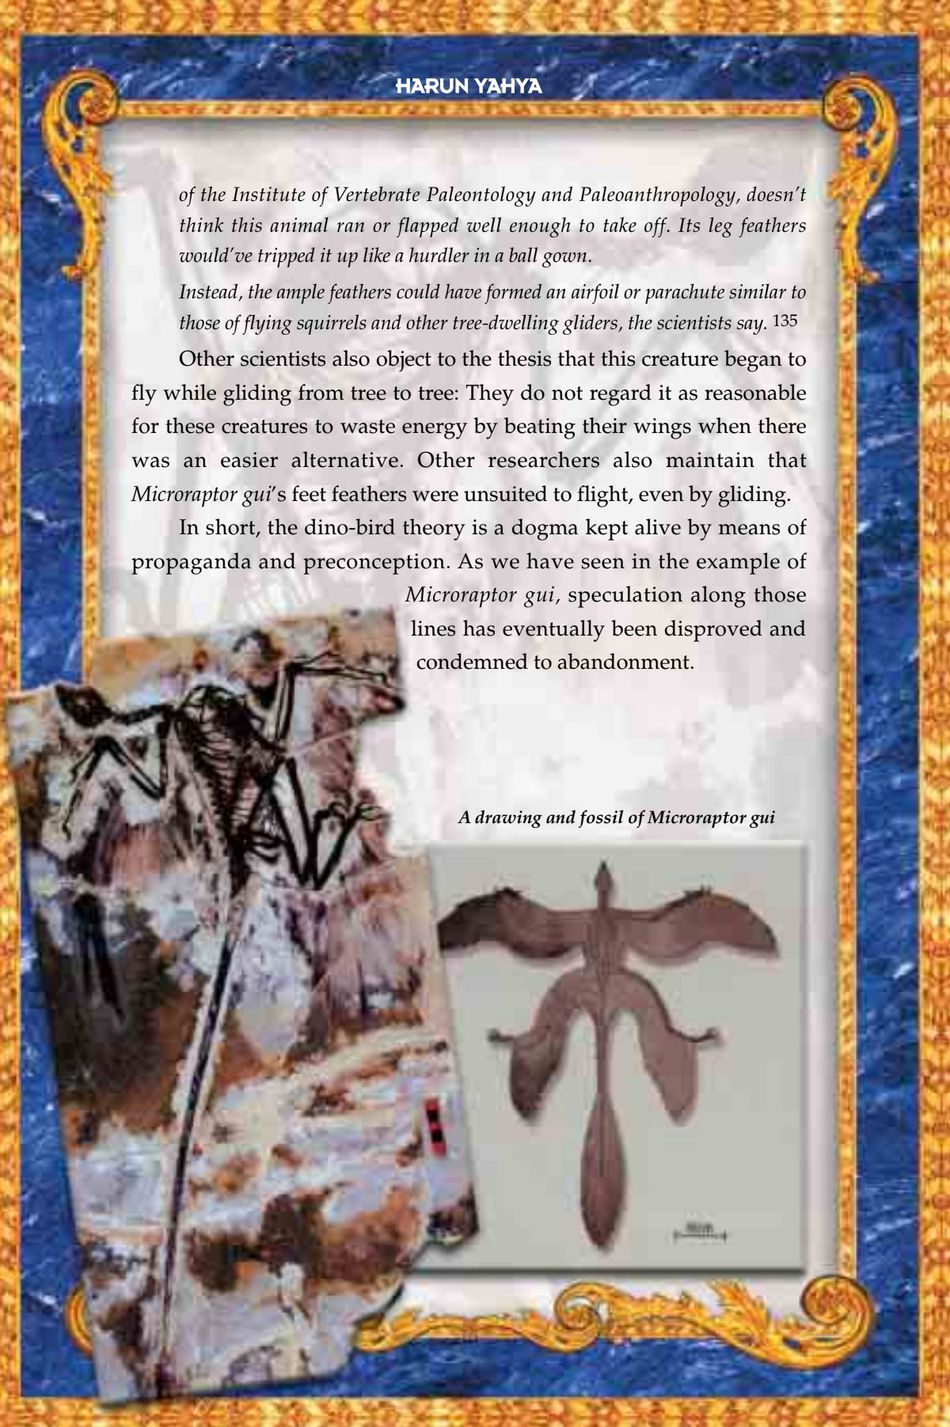 HARUN YAHYA
of the Institute of Vertebrate Paleontology and Paleoanthropology, doesn't
think this animal ran or flapped well enough to take off. Its leg feathers
would've tripped it up like a hurdler in a ball gown.
Instead, the ample feathers could have formed an airfoil or parachute similar to
those of flying squirrels and other tree-dwelling gliders, the scientists say. 135
Other scientists also object to the thesis that this creature began to
fly while gliding from tree to tree: They do not regard it as reasonable
for these creatures to waste energy by beating their wings when there
was an easier alternative. Other researchers also maintain that
Microraptor gui's feet feathers were unsuited to flight, even by gliding.
In short, the dino-bird theory is a dogma kept alive by means of
propaganda and preconception. As we have seen in the example of
Microraptor gui, speculation along those
lines has eventually been disproved and
condemned to abandonment.
A drawing and fossil of Microraptor gui